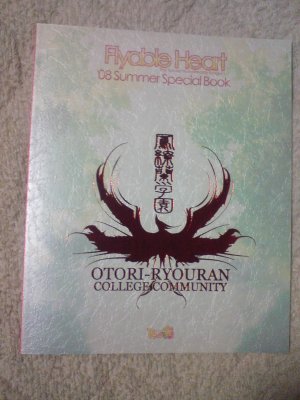 Flyable Heart
'08 Summer Special Book
鳳繚蘭学園
OTORI-RYOURAN
COLLEGE COMMUNITY